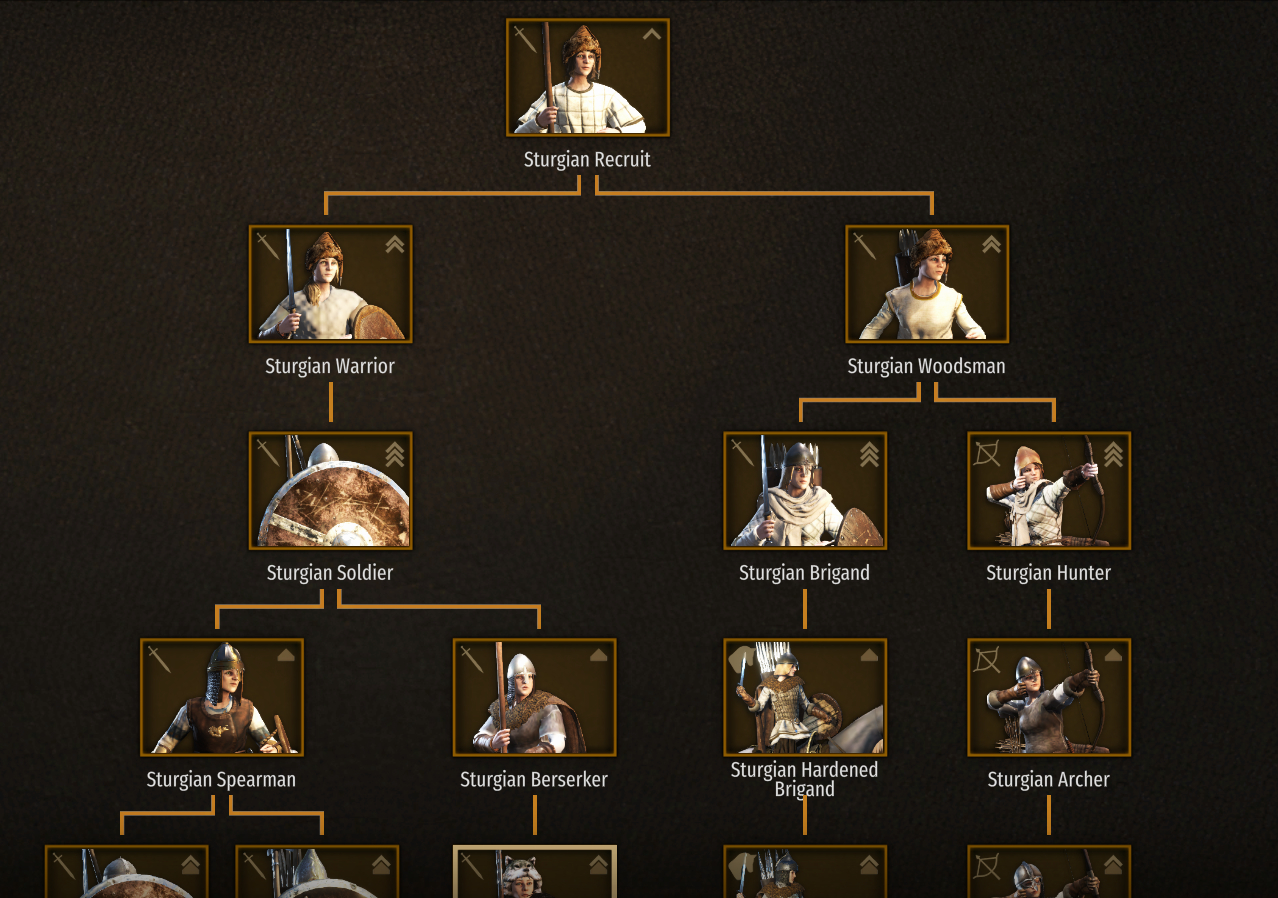 Sturgian Recruit
Sturgian Warrior
Sturgian Woodsman
Sturgian Soldier
Sturgian Brigand
Sturgian Hunter
Sturgian Spearman
Sturgian Berserker
Sturgian Hardened
Brigand
Sturgian Archer